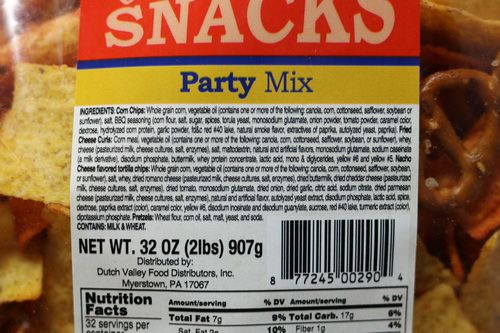 SNACKS
Party Mix
INGREDIENTS: Corn Chips: Whole grain corn, vegetable oil (contains one or more of the following: canola, corn, cottonseed, safflower, soybean or
sunflower), salt, BBQ seasoning (corn flour, salt, sugar, spices, torula yeast, monosodium glutamate, onion powder, tomato powder, caramel color,
dextrose, hydrolyzed corn protein, garlic powder, fd&c red #40 lake, natural smoke flavor, extractives of paprika, autolyzed yeast, paprika). Fried
Cheese Curls: Corn meal, vegetable oil (contains one or more of the following: canola, corn, cottonseed, safflower, soybean, or sunflower), whey,
cheese (pasteurized milk, cheese cultures, salt, enzymes), salt, maltodextrin, natural and artificial flavors, monosodium glutamate, sodium caseinate
(a milk derivative), disodium phosphate, buttermilk, whey protein concentrate, lactic acid, mono & diglycerides, yellow #6 and yellow #5. Nacho
Cheese flavored tortilla chips: Whole grain corn, vegetable oil (contains one or more of the following: canola, corn, cottonseed, safflower, soybean,
or sunflower), salt, whey, dried romano cheese (pasteurized milk, cheese cultures, salt, enzymes), dried buttermilk, dried cheddar cheese (pasteurized
milk, cheese cultures, salt, enzymes), dried tomato, monosodium glutamate, dried onion, dried garlic, citric acid, sodium citrate, dried parmesan
cheese (pasteurized milk, cheese cultures, salt, enzymes), natural and artificial flavor, autolyzed yeast extract, disodium phosphate, lactic acid, spice,
dextrose, paprika extract (color), caramel color, yellow #6, disodium inosinate and disodium guanylate, sucrose, red #40 lake, turmeric extract (color),
dipotassium phosphate. Pretzels: Wheat flour, corn oil, salt, malt, yeast, and soda.
CONTAINS: MILK & WHEAT.
NET WT. 32 OZ (2lbs) 907g
Distributed by:
Dutch Valley Food Distributors, Inc.
Myerstown, PA 17067
8 77245 00290 4
Nutrition Facts
32 servings per
Amount/serving % DV Amount/serving % DV
Total Fat 7g 9% Total Carb. 17g 6%
10% Fiber 1g 4%